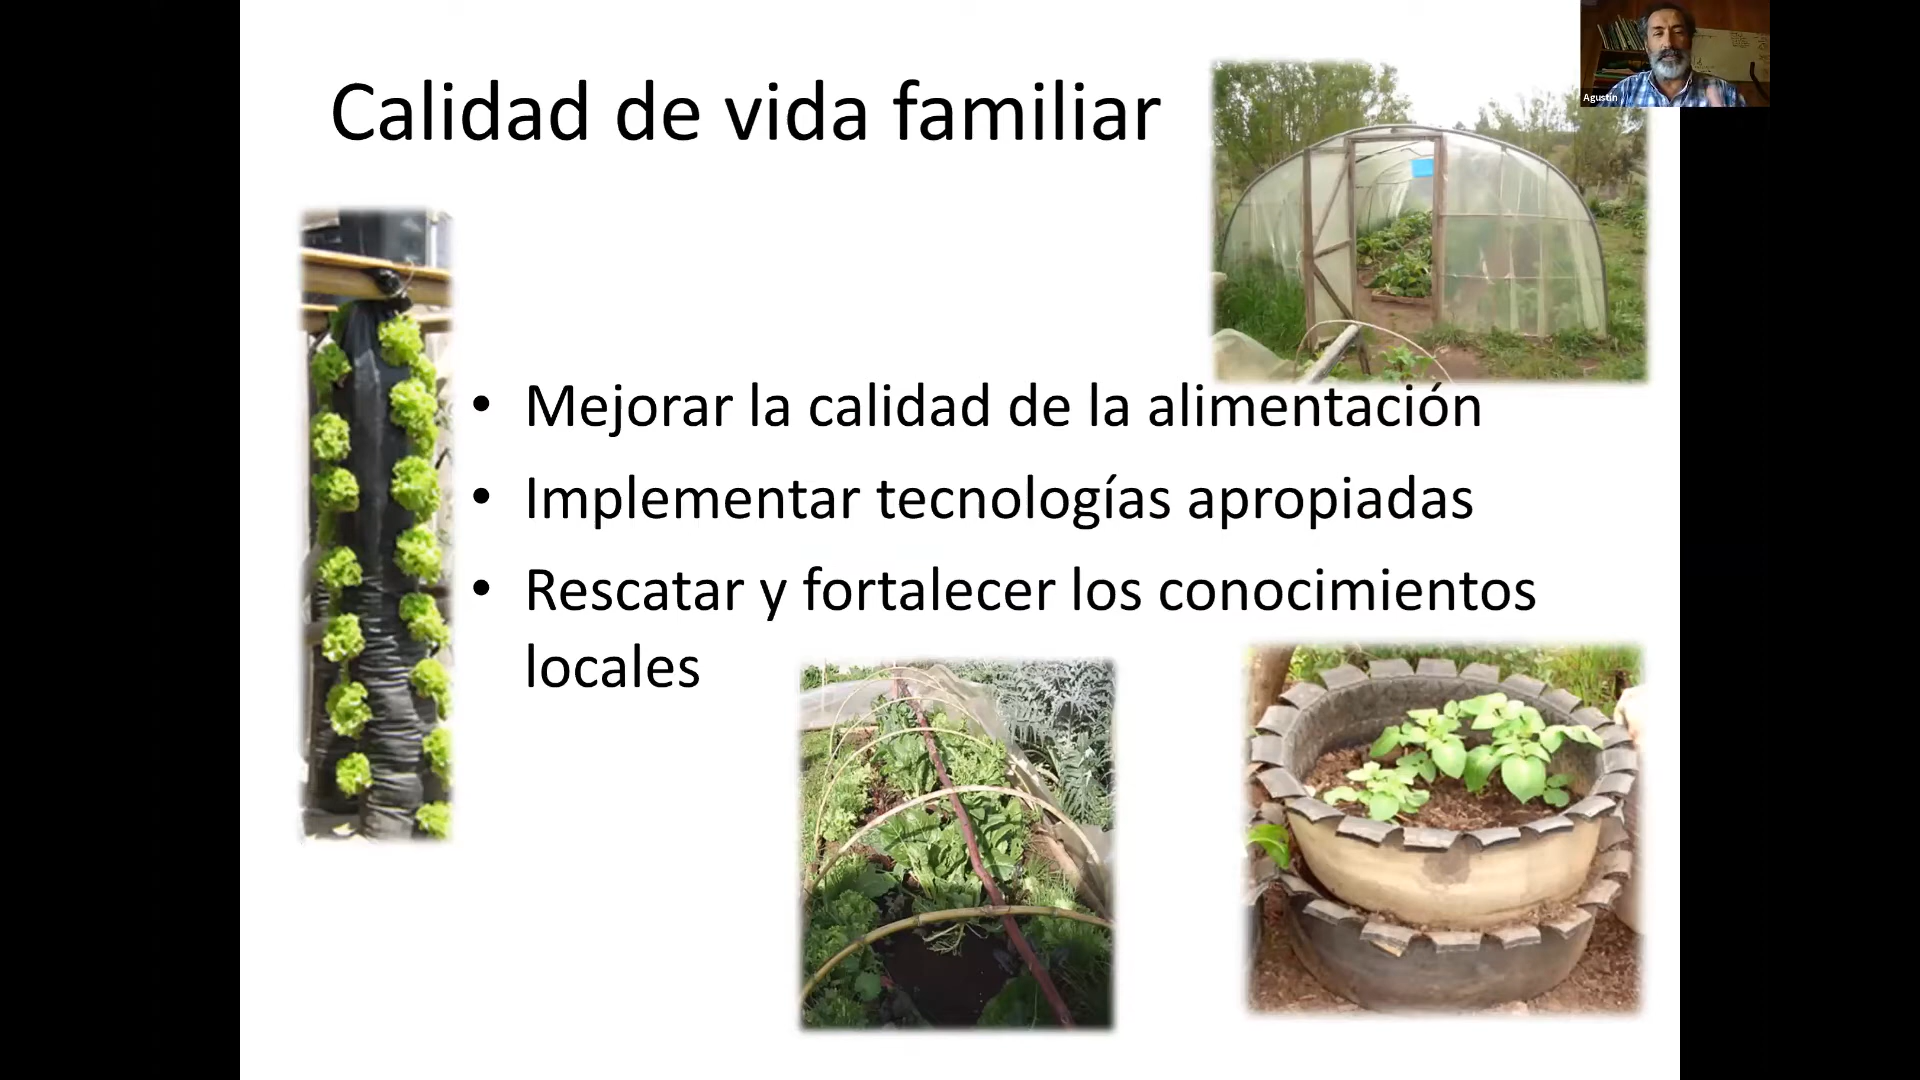 Calidad de vida familiar
Agustín
• Mejorar la calidad de la alimentación
• Implementar tecnologías apropiadas
• Rescatar y fortalecer los conocimientos
locales